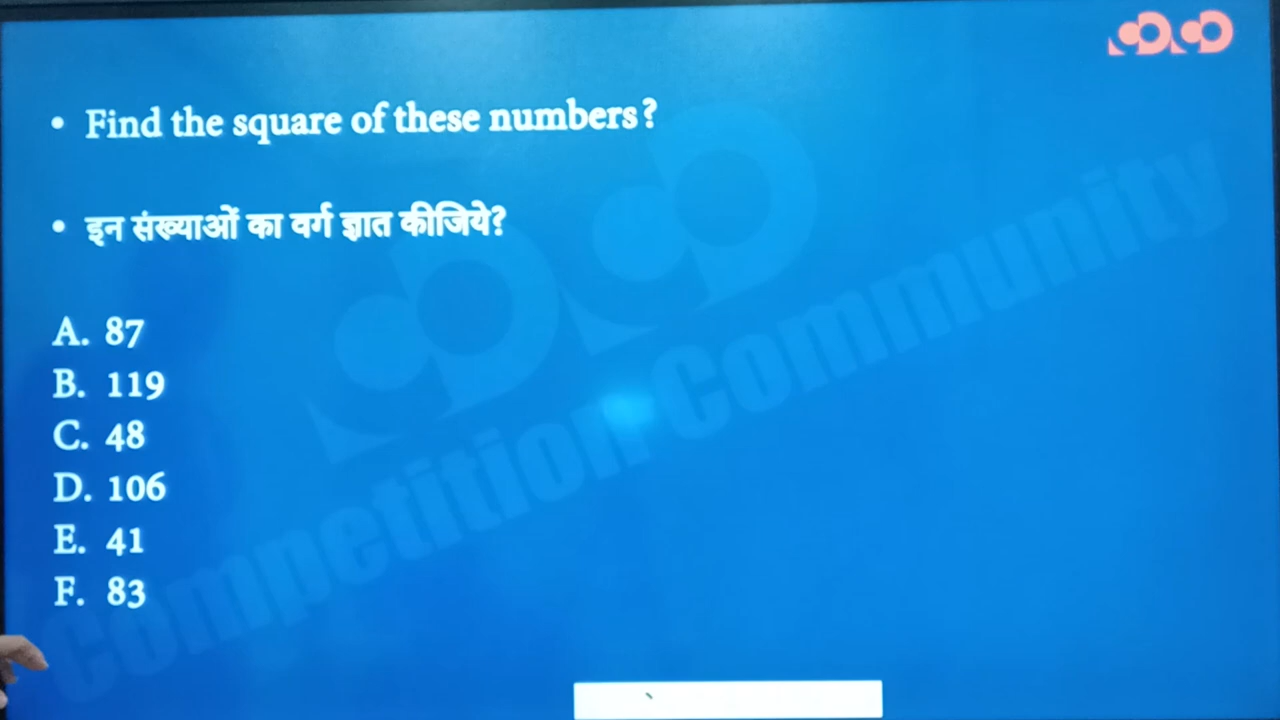 • Find the square of these numbers?
• इन संख्याओं का वर्ग ज्ञात कीजिये?
A. 87
B. 119
C. 48
D. 106
E. 41
F. 83
Competition Community